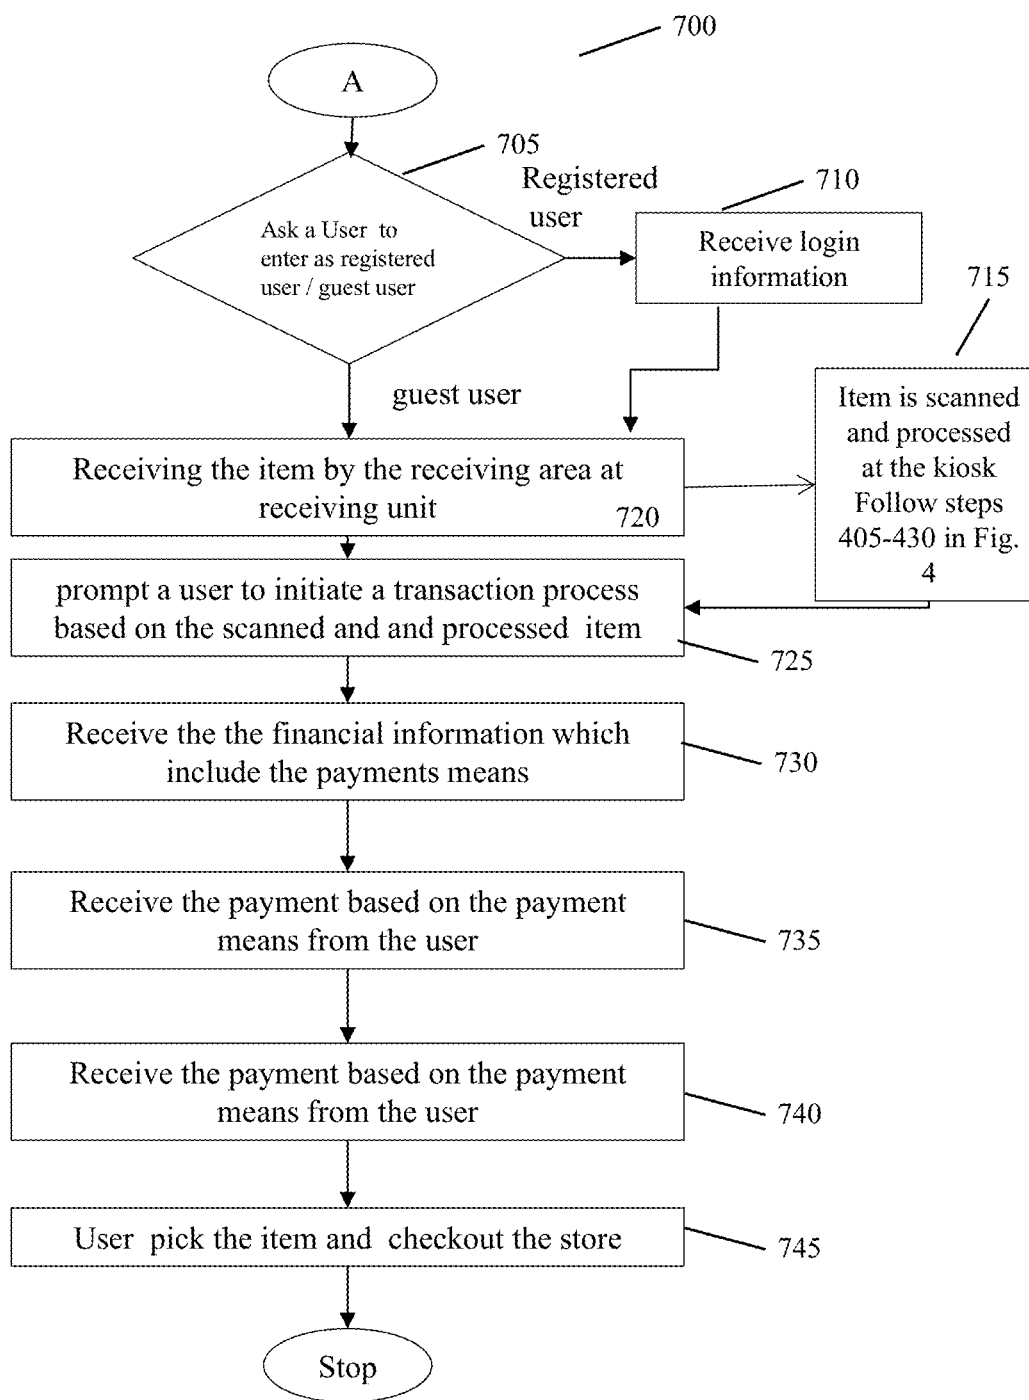 700
A
705
Ask a User to
enter as registered
user / guest user
Registered
user
710
Receive login
information
715
Item is scanned
and processed
at the kiosk
Follow steps
405-430 in Fig.
4
guest user
Receiving the item by the receiving area at
receiving unit
720
prompt a user to initiate a transaction process
based on the scanned and and processed item
725
Receive the the financial information which
include the payments means
730
Receive the payment based on the payment
means from the user
735
Receive the payment based on the payment
means from the user
740
User pick the item and checkout the store
745
Stop